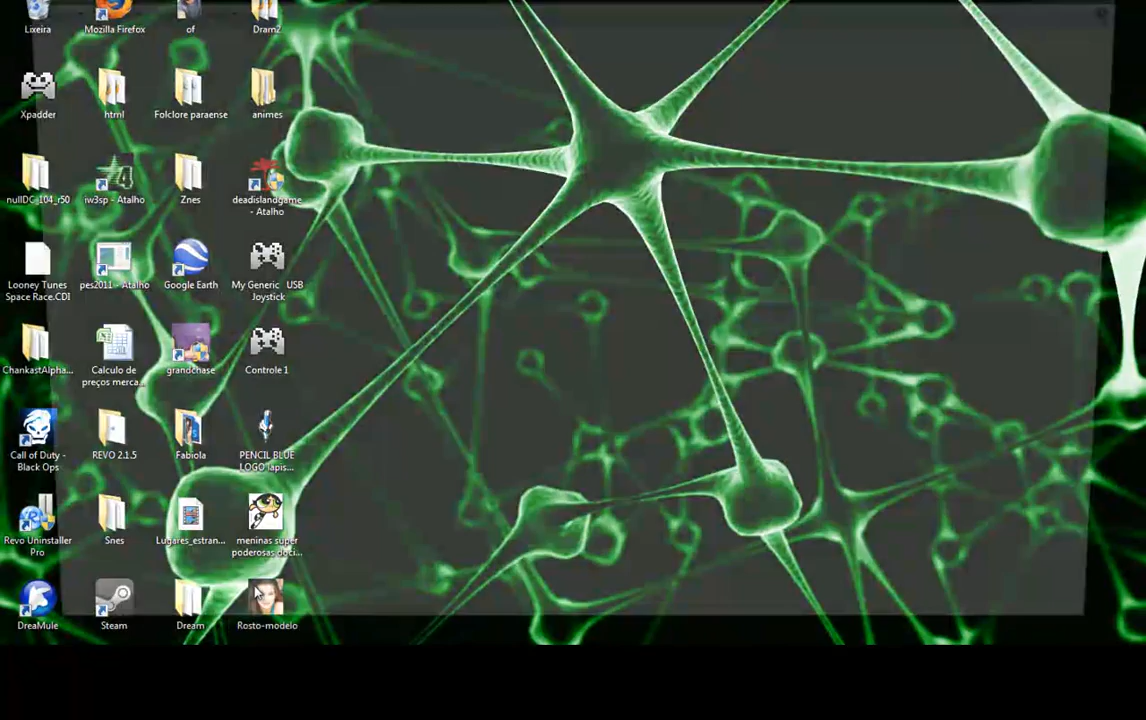 Lixeira
Mozilla Firefox
of
Dram2
Xpadder
html
Folclore paraense
animes
nullDC_104_r50
iw3sp - Atalho
Znes
deadislandgame
- Atalho
Looney Tunes
Space Race.CDI
pes2011 - Atalho
Google Earth
My Generic USB
Joystick
ChankastAlpha...
Calculo de
preços merca...
grandchase
Controle 1
Call of Duty -
Black Ops
REVO 2.1.5
Fabiola
PENCIL BLUE
LOGO lapis...
Revo Uninstaller
Pro
Snes
Lugares_estran...
meninas super
poderosas doci...
DreaMule
Steam
Dream
Rosto-modelo